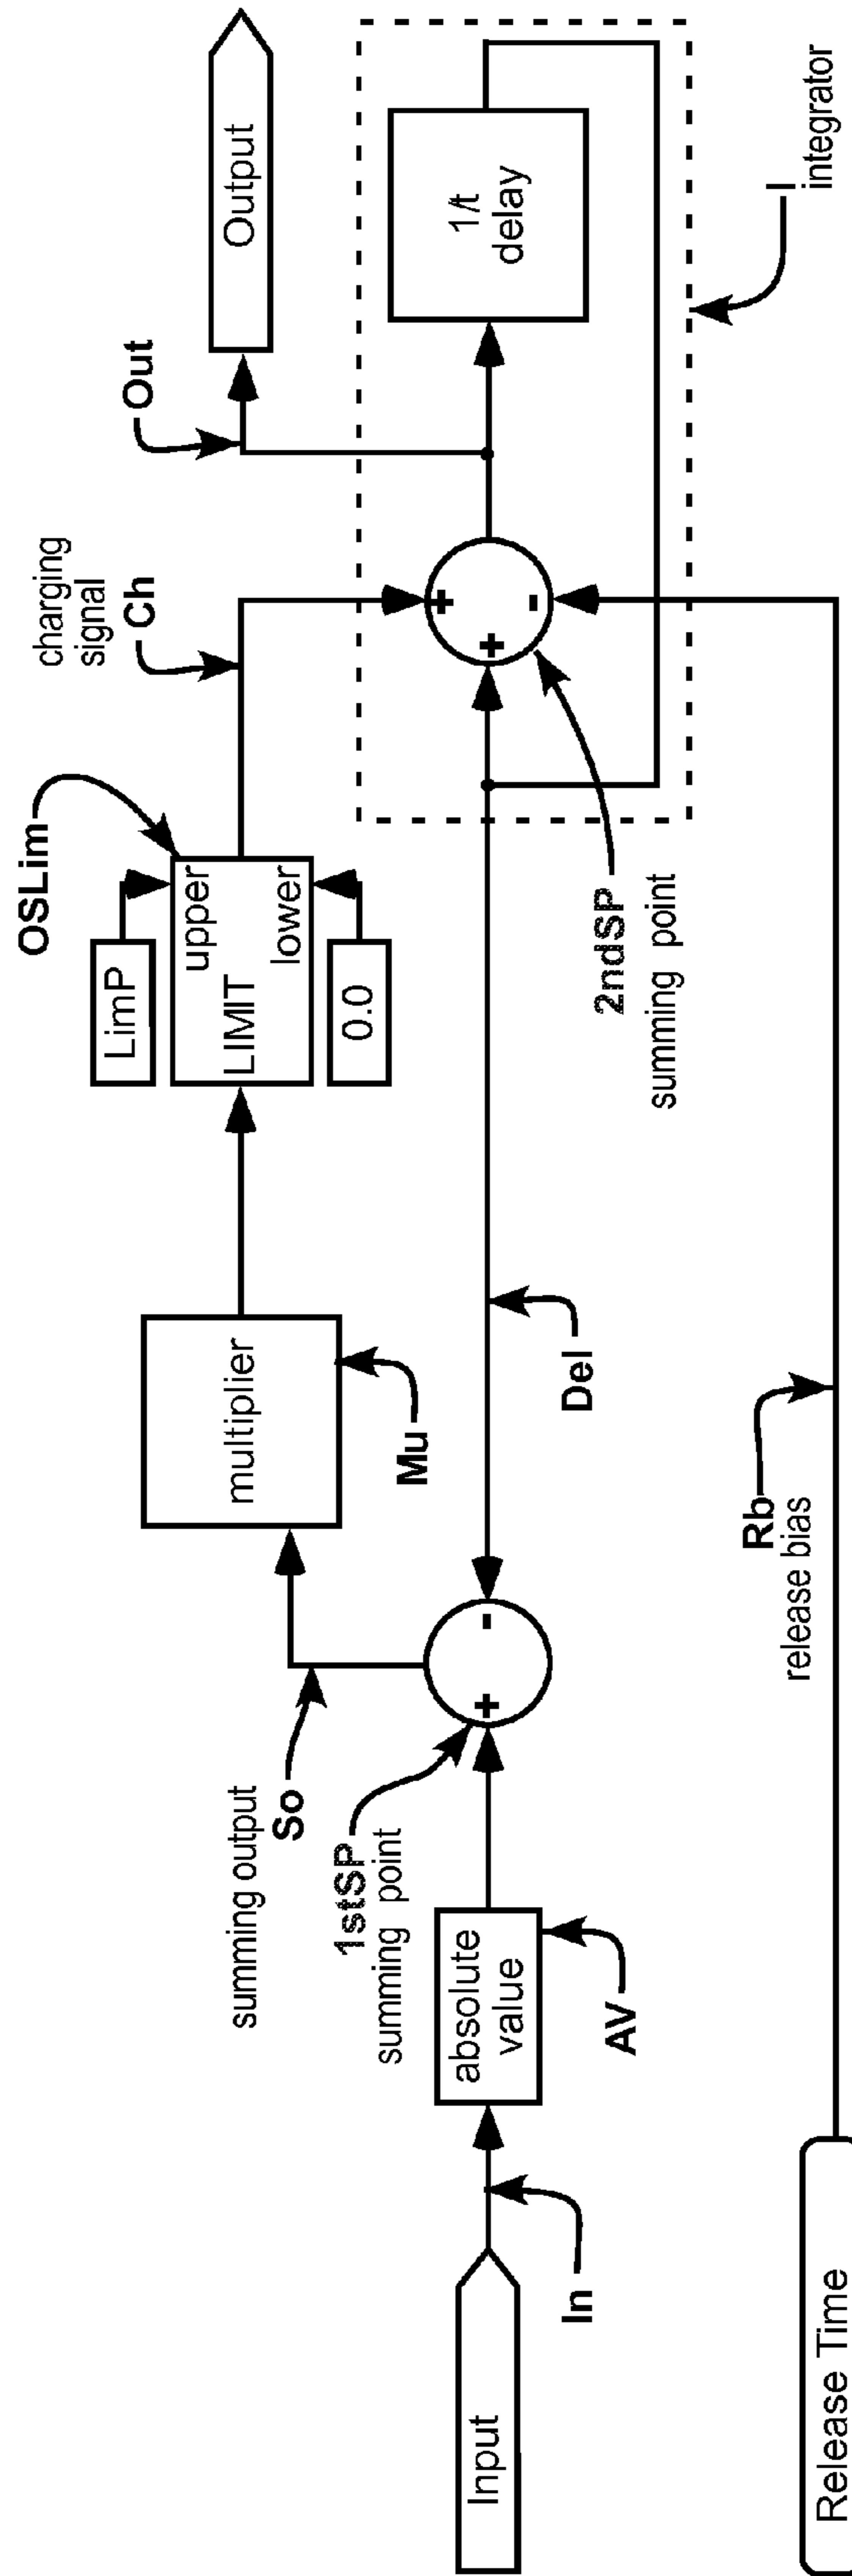 Input
In
absolute
value
AV
1stSP
summing point
summing output
So
multiplier
Mu
LimP
upper
LIMIT
lower
0.0
OSLim
charging
signal
Ch
Del
2ndSP
summing point
Out
Output
1/t
delay
I
integrator
Rb
release bias
Release Time
+
-
+
+
-